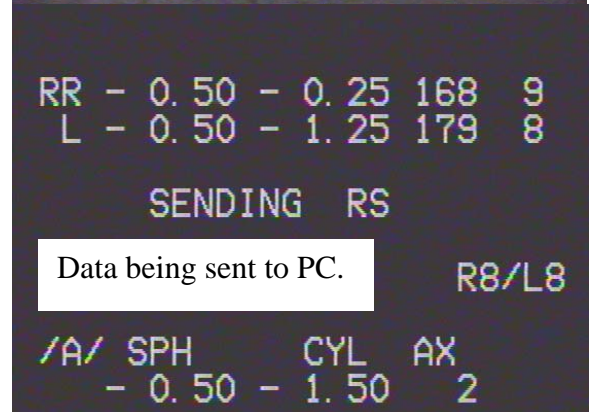 RR - 0.50 - 0.25 168 9
L - 0.50 - 1.25 179 8
SENDING RS
Data being sent to PC.
R8/L8
/A/ SPH CYL AX
- 0.50 - 1.50 2